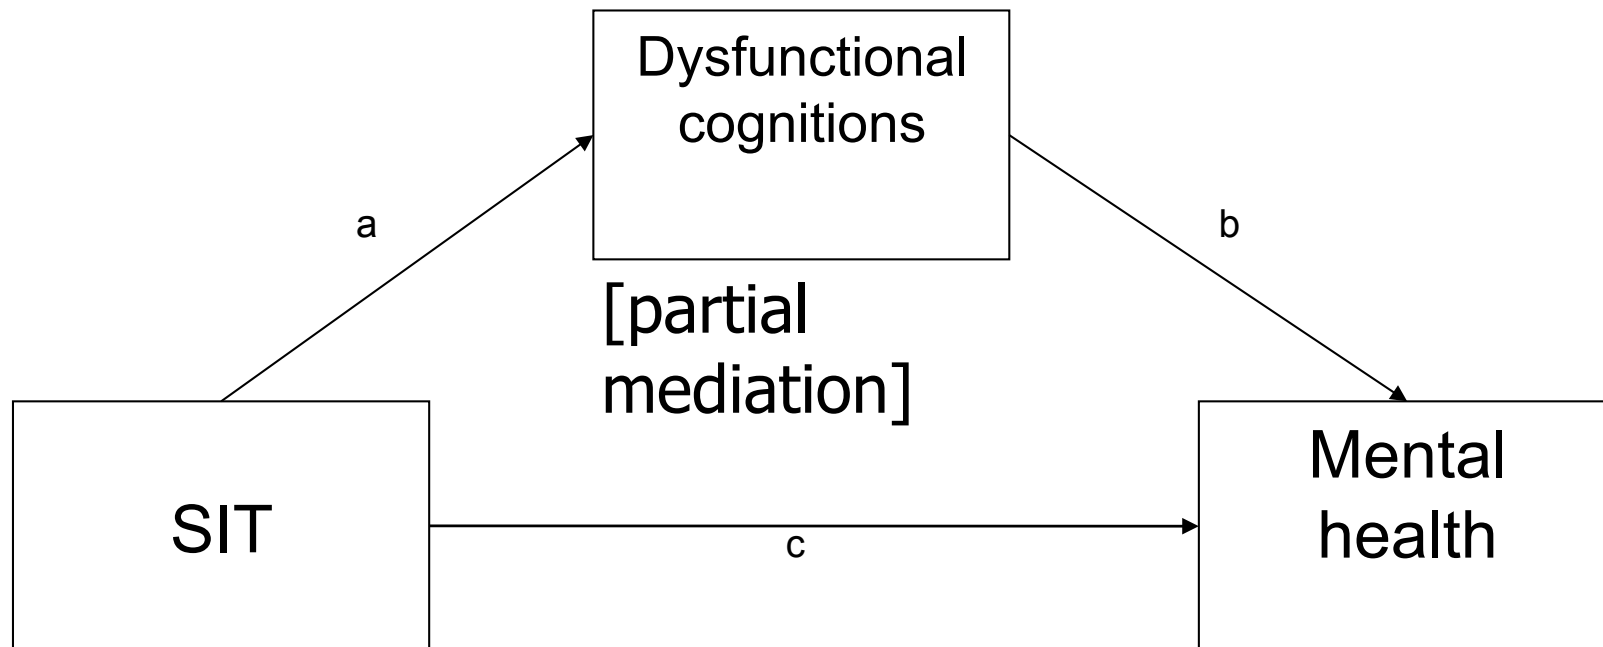 Dysfunctional
cognitions
a
b
[partial
mediation]
SIT
c
Mental
health